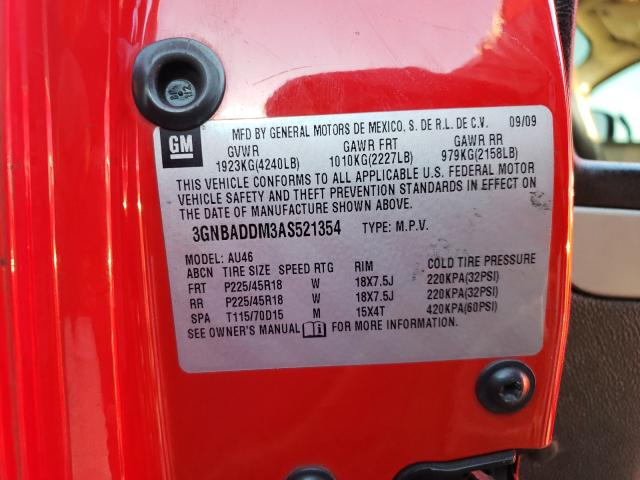 MFD BY GENERAL MOTORS DE MEXICO, S. DE R.L. DE C.V. 09/09
GM
GVWR GAWR FRT GAWR RR
1923KG(4240LB) 1010KG(2227LB) 979KG(2158LB)
THIS VEHICLE CONFORMS TO ALL APPLICABLE U.S. FEDERAL MOTOR
VEHICLE SAFETY AND THEFT PREVENTION STANDARDS IN EFFECT ON
THE DATE OF MANUFACTURE SHOWN ABOVE.
3GNBADDM3AS521354 TYPE: M.P.V.
MODEL: AU46
ABCN TIRE SIZE SPEED RTG RIM COLD TIRE PRESSURE
FRT P225/45R18 W 18X7.5J 220KPA(32PSI)
RR P225/45R18 W 18X7.5J 220KPA(32PSI)
SPA T115/70D15 M 15X4T 420KPA(60PSI)
SEE OWNER'S MANUAL FOR MORE INFORMATION.